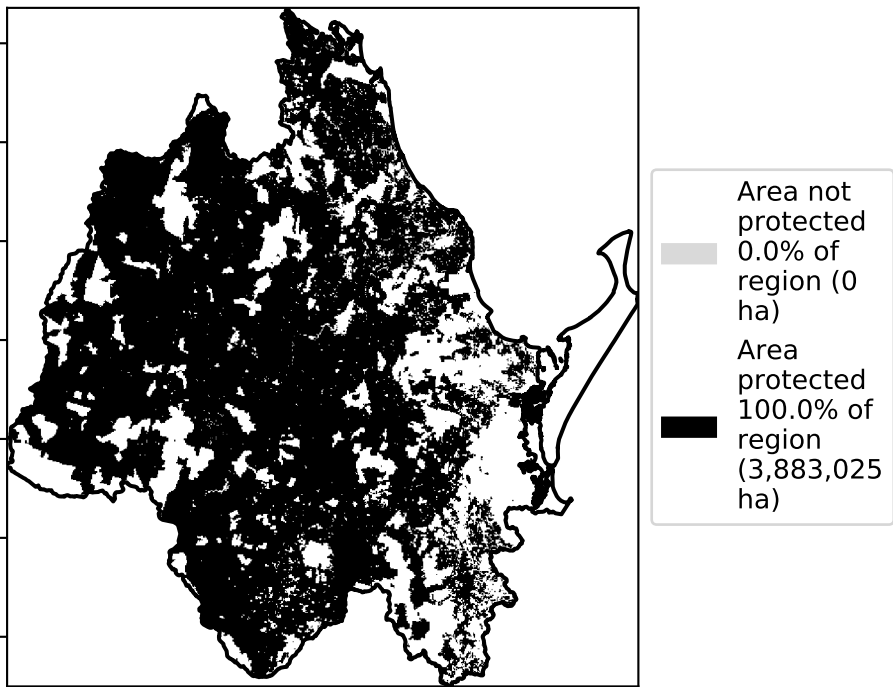 Area not
protected
0.0% of
region (0
ha)
Area
protected
100.0% of
region
(3,883,025
ha)